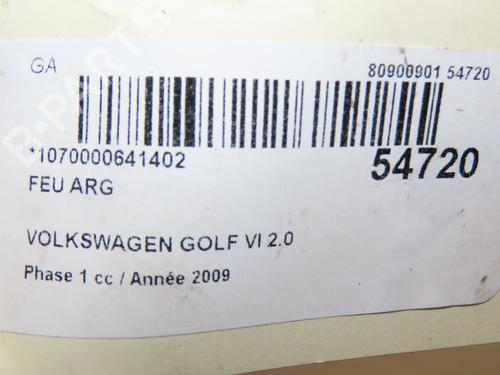 GA
80900901 54720
*1070000641402
54720
FEU ARG
VOLKSWAGEN GOLF VI 2.0
Phase 1 cc / Année 2009
B-PARTS